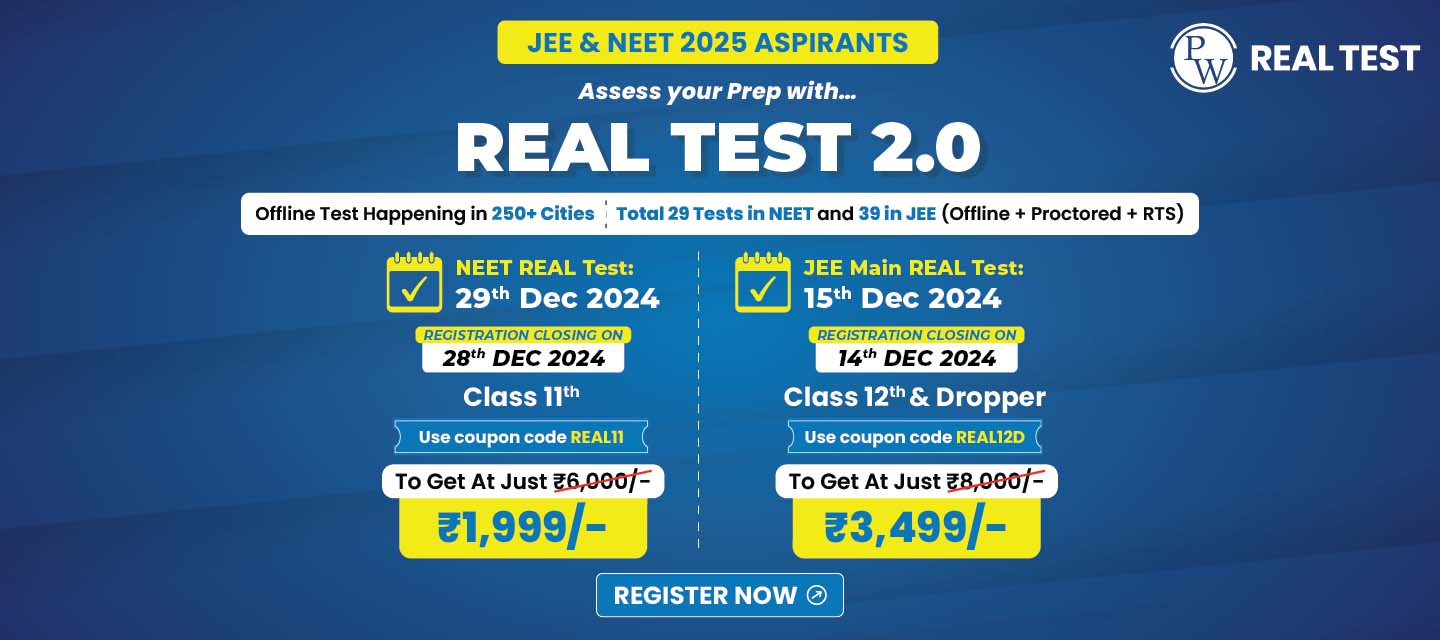 JEE & NEET 2025 ASPIRANTS
PW REAL TEST
Assess your Prep with...
REAL TEST 2.0
Offline Test Happening in 250+ Cities | Total 29 Tests in NEET and 39 in JEE (Offline + Proctored + RTS)
NEET REAL Test:
29th Dec 2024
REGISTRATION CLOSING ON
28th DEC 2024
Class 11th
Use coupon code REAL11
To Get At Just ₹6,000/-
₹1,999/-
JEE Main REAL Test:
15th Dec 2024
REGISTRATION CLOSING ON
14th DEC 2024
Class 12th & Dropper
Use coupon code REAL12D
To Get At Just ₹8,000/-
₹3,499/-
REGISTER NOW